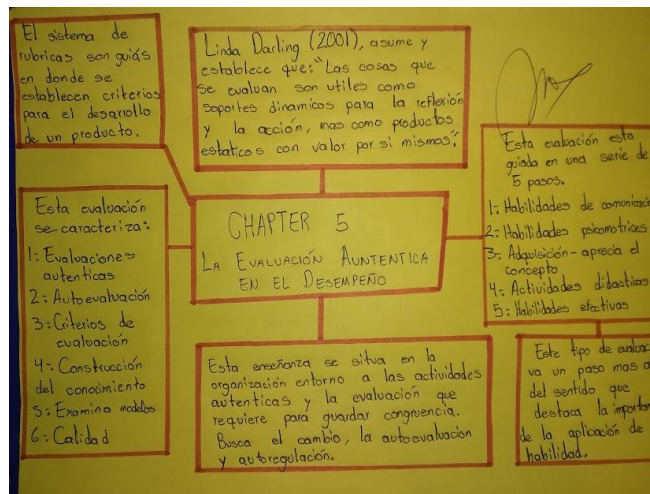 El sistema de
rubricas son guiás
en donde se
establecen criterios
para el desarollo
de un producto.
Linda Darling (2001), asume y
establece que: "Las cosas que
se evaluan son utiles como
soportes dinamicos para la reflexión
y la acción, mas como productos
estaticos con valor por si mismos".
Esta evaluación esta
guiada en una serie de
5 pasos.
1: Habilidades de comunicaci
2: Habilidades psicomotrices
3: Adquisición - aprecia el
concepto
4: Actividades didacticas
5: Habilidades efectivas
Esta evaluación
se caracteriza:
1: Evaluaciones
autenticas
2: Autoevaluación
3: Criterios de
evaluación
4: Construcción
del conocimiento
5: Examina modelos
6: Calidad
CHAPTER 5
LA EVALUACIÓN AUNTENTICA
EN EL DESEMPEÑO
Esta enseñanza se situa en la
organización entorno a las actividades
autenticas y la evaluación que
requiere para guardar congruencia.
Busca el cambio, la autoevaluación
y autoregulación.
Este tipo de evaluac
va un paso mas a
del sentido que
destaca la importan
de la aplicación de
habilidad.